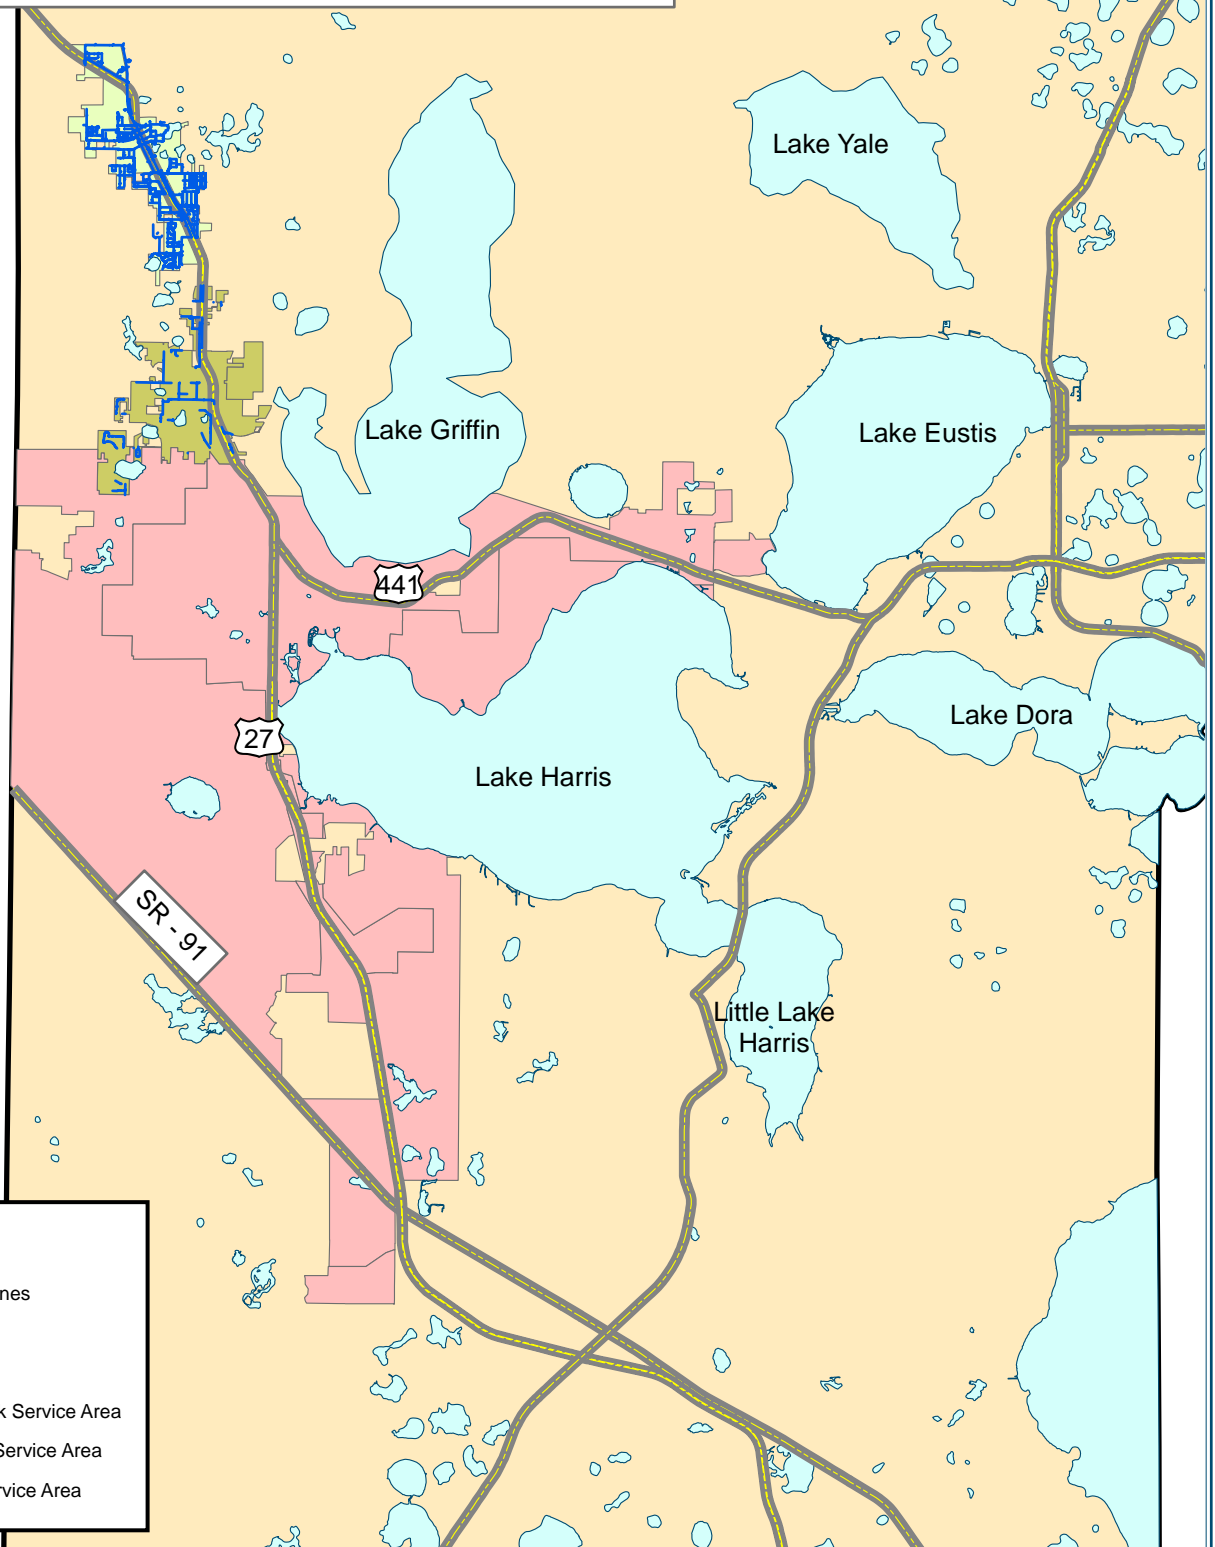 Lake Yale
Lake Griffin
Lake Eustis
441
Lake Dora
27
Lake Harris
SR - 91
Little Lake
Harris
nes
k Service Area
Service Area
rvice Area